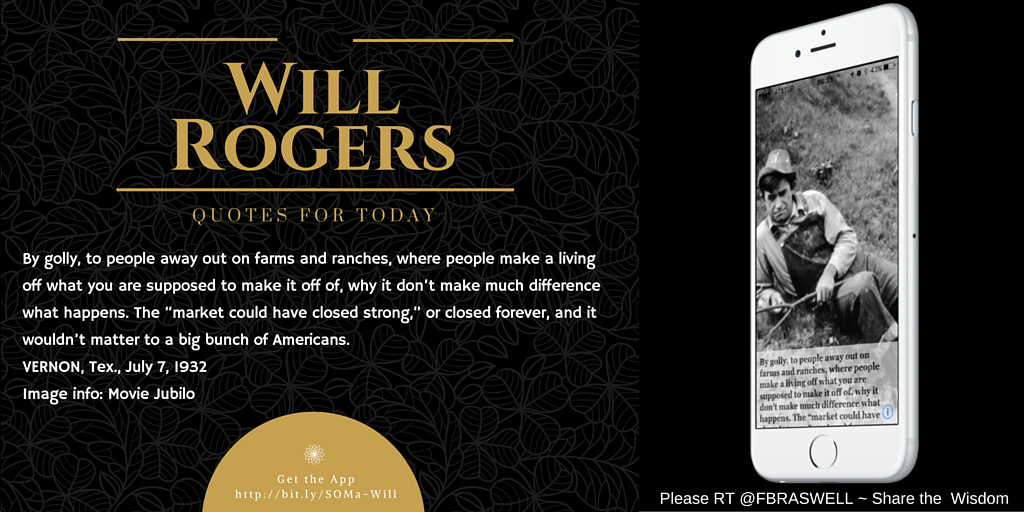 WILL
ROGERS
QUOTES FOR TODAY
By golly, to people away out on farms and ranches, where people make a living
off what you are supposed to make it off of, why it don't make much difference
what happens. The "market could have closed strong," or closed forever, and it
wouldn't matter to a big bunch of Americans.
VERNON, Tex., July 7, 1932
Image info: Movie Jubilo
Get the App
http://bit.ly/SOMa-Will
43%
By golly, to people away out on
farms and ranches, where people
make a living off what you are
supposed to make it off of, why it
don't make much difference what
happens. The "market could have
Please RT @FBRASWELL ~ Share the Wisdom